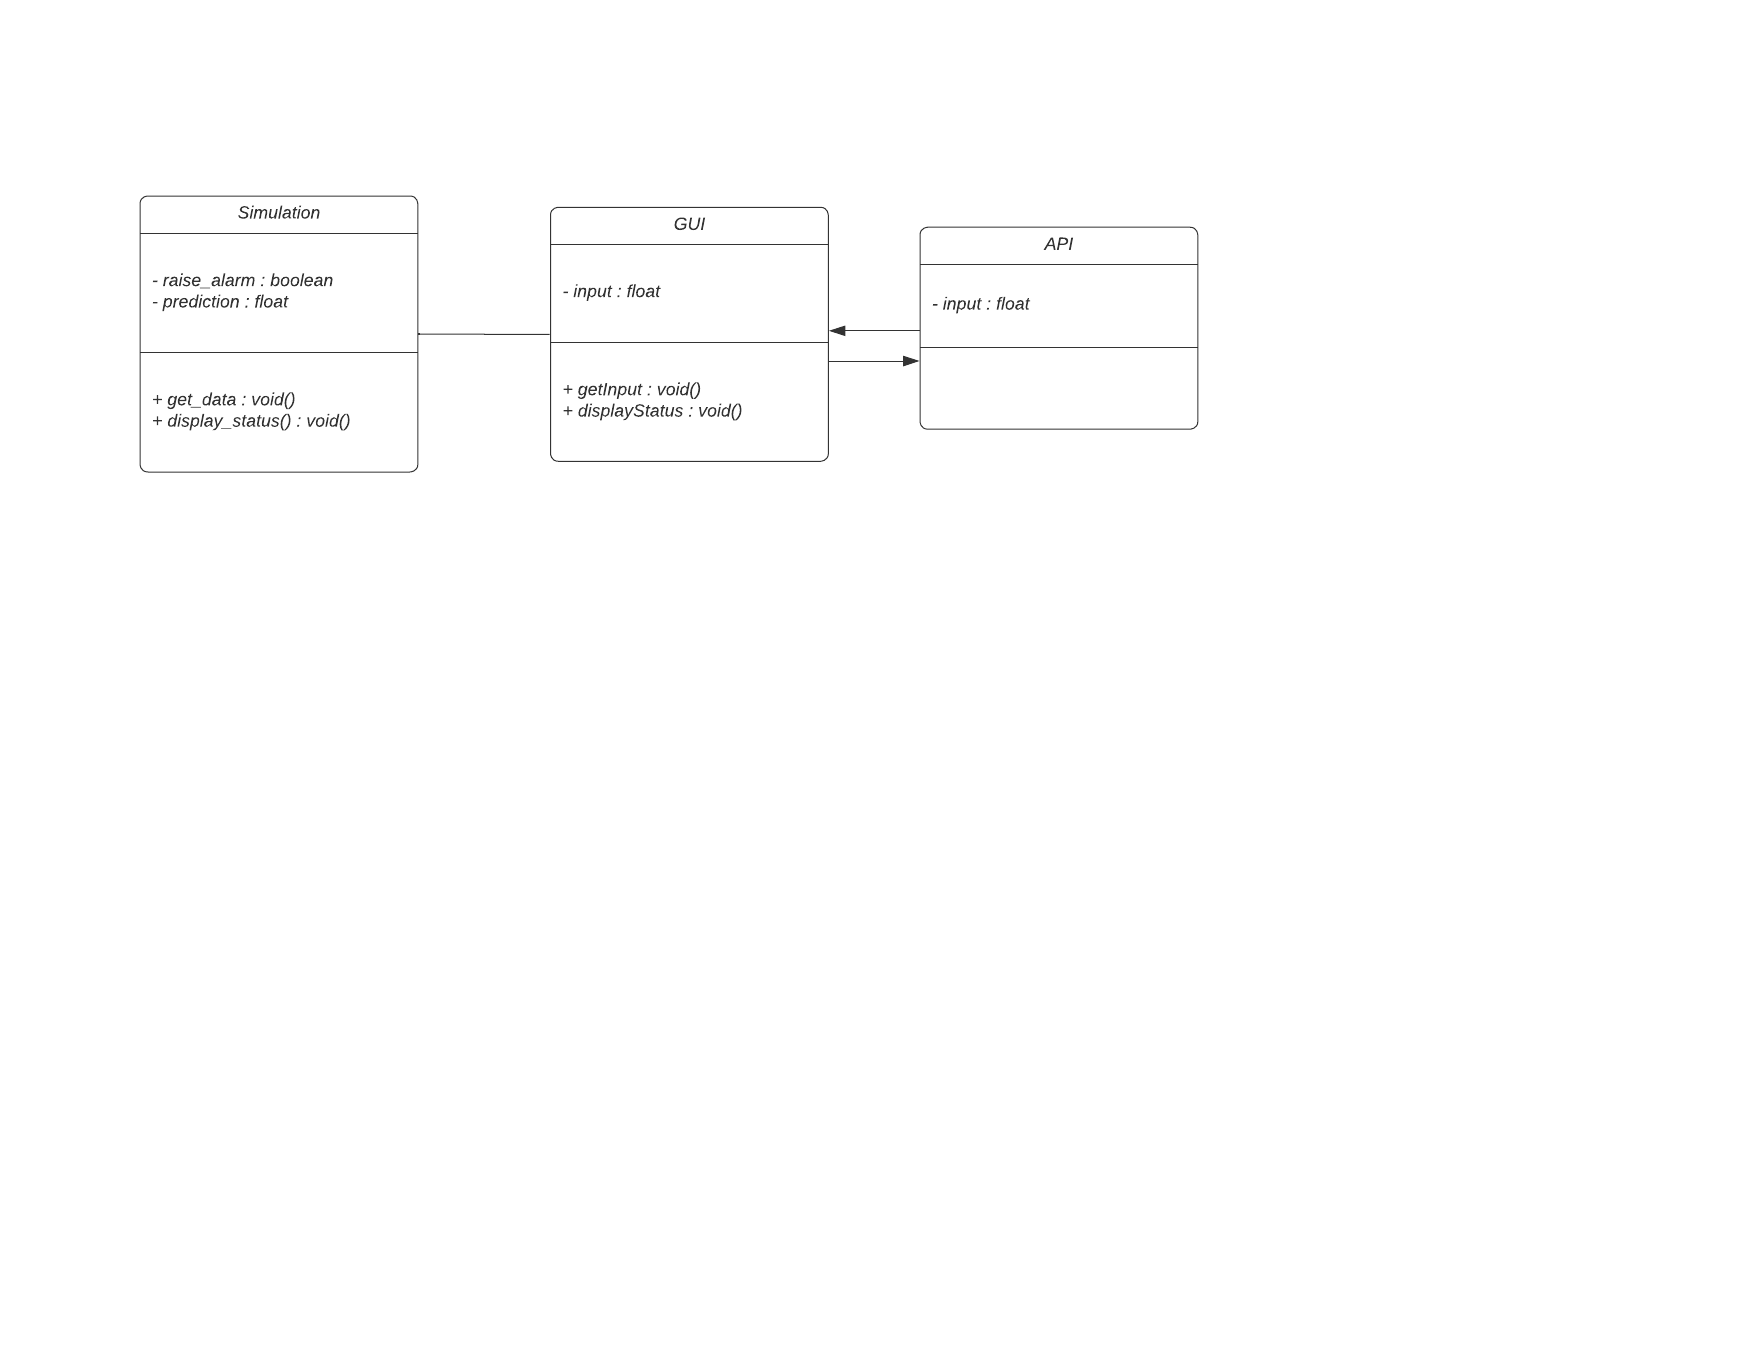 Simulation
- raise_alarm : boolean
- prediction : float
+ get_data : void()
+ display_status() : void()
GUI
- input : float
+ getInput : void()
+ displayStatus : void()
API
- input : float